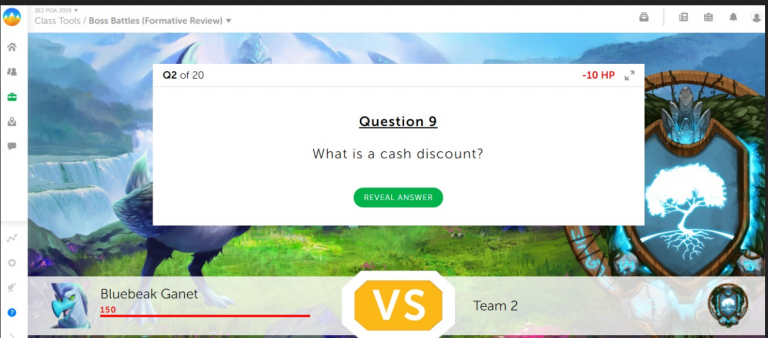 3E2 POA 2019
Class Tools / Boss Battles (Formative Review)
Q2 of 20
-10 HP
Question 9
What is a cash discount?
REVEAL ANSWER
Bluebeak Ganet
150
VS
Team 2